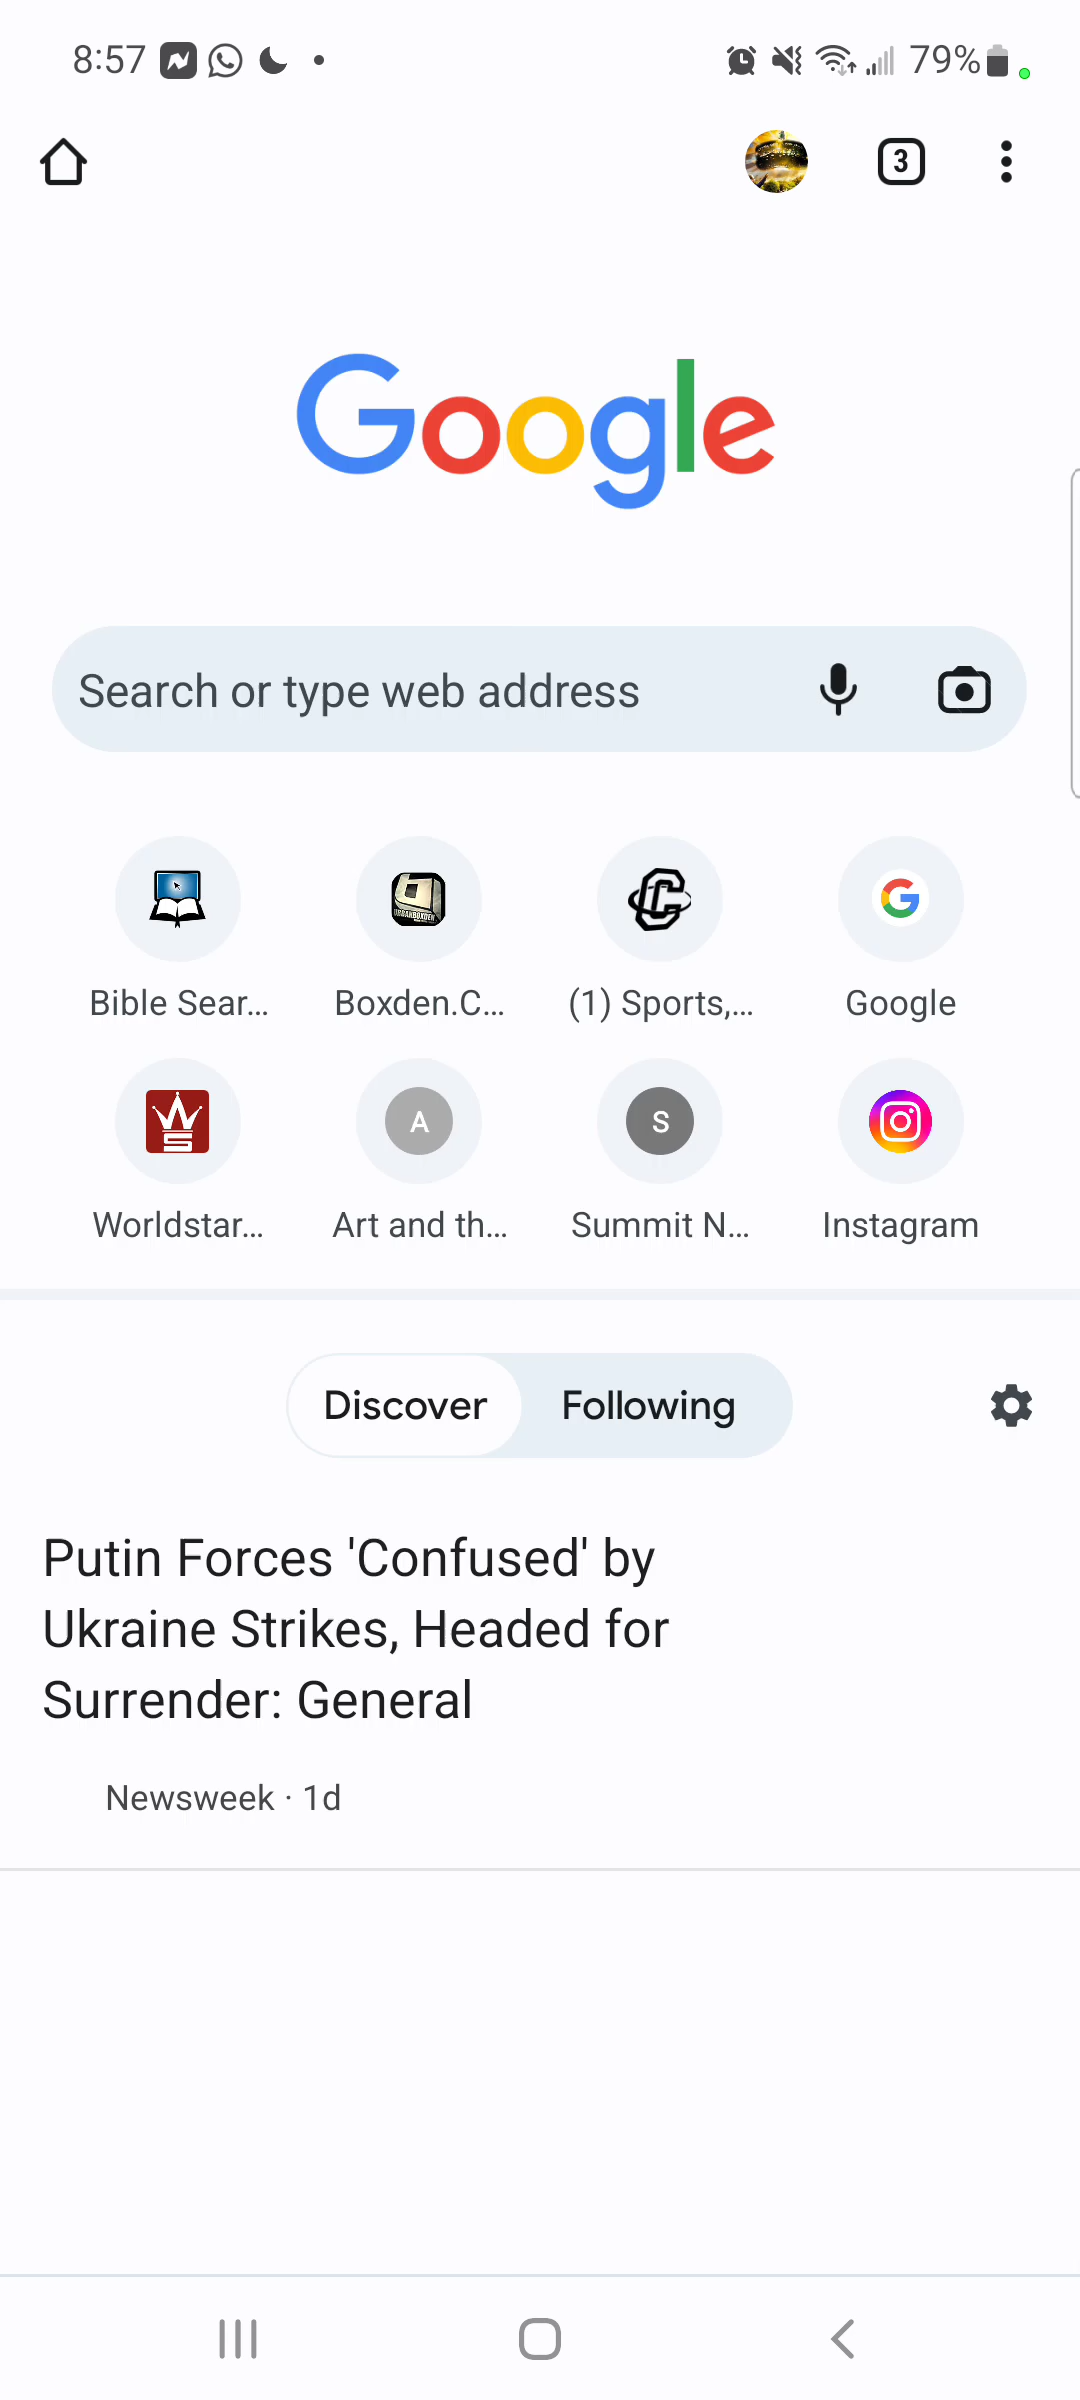 8:57 79%
3
Google
Search or type web address
URBANBOXDEN
Bible Sear... Boxden.C... (1) Sports,... Google
A S
Worldstar... Art and th... Summit N... Instagram
Discover Following
Putin Forces 'Confused' by
Ukraine Strikes, Headed for
Surrender: General
Newsweek · 1d